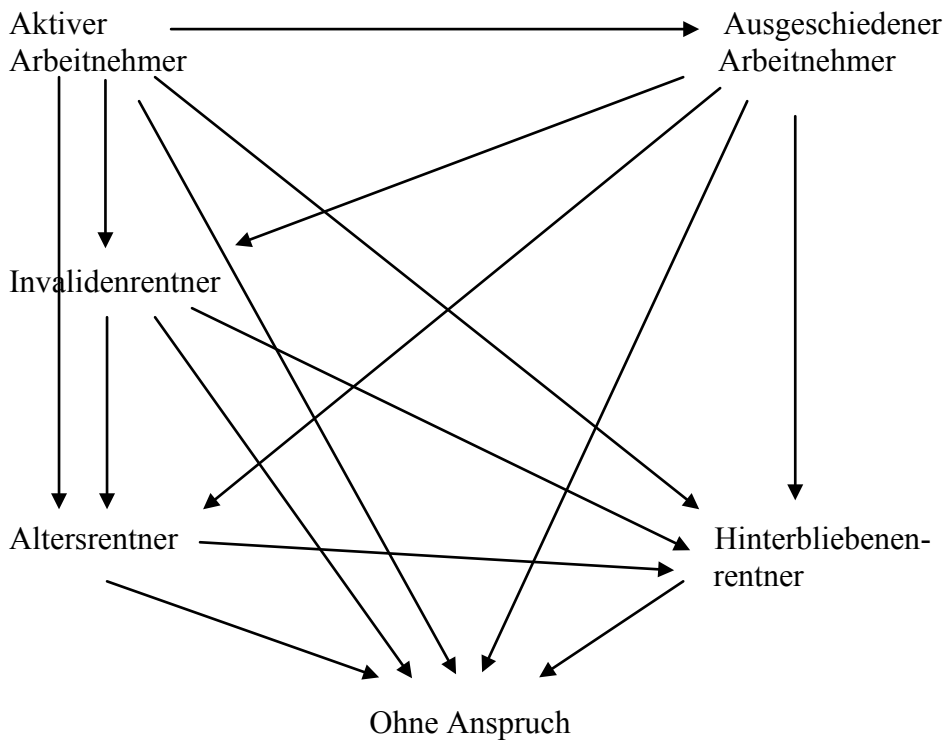 Aktiver
Arbeitnehmer
Ausgeschiedener
Arbeitnehmer
Invalidenrentner
Altersrentner
Hinterbliebenen-
rentner
Ohne Anspruch